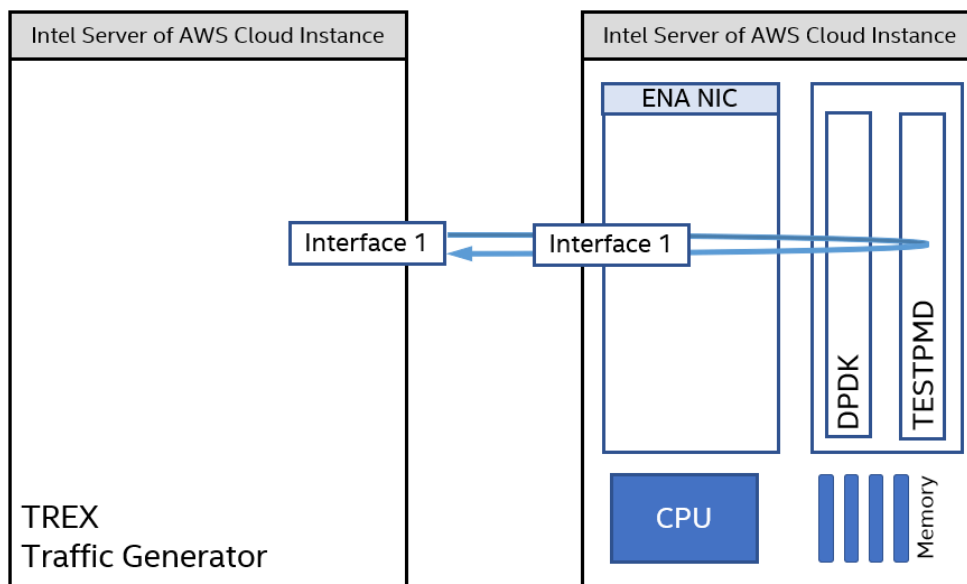 Intel Server of AWS Cloud Instance
Interface 1
TREX
Traffic Generator
Intel Server of AWS Cloud Instance
ENA NIC
Interface 1
DPDK
TESTPMD
CPU
Memory